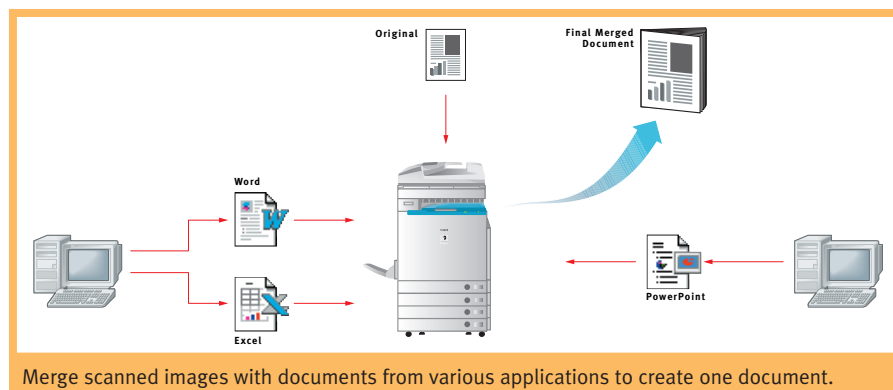 Original
Final Merged
Document
Word
W
Excel
X
PowerPoint
Merge scanned images with documents from various applications to create one document.